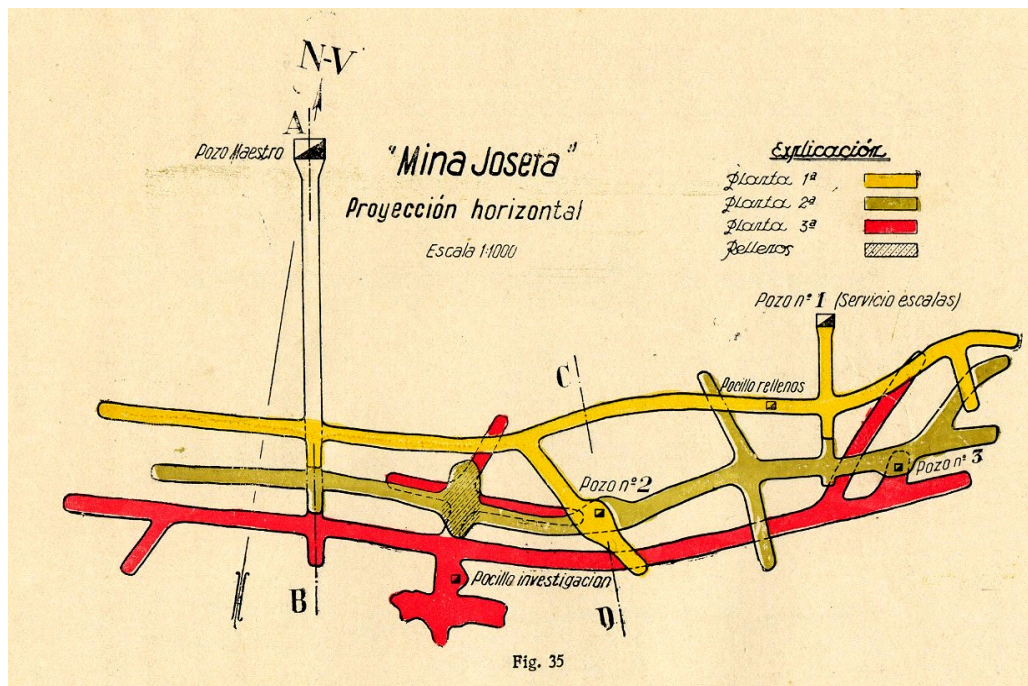 N-V
A
Pozo Maestro
"Mina Josefa"
Proyección horizontal
Escala 1:1000
Explicación
Planta 1ª
Planta 2ª
Planta 3ª
Rellenos
Pozo nº 1 (Servicio escalas)
C
Pocillo rellenos
Pozo nº 3
Pozo nº 2
Pocillo investigacion
B
D
Fig. 35